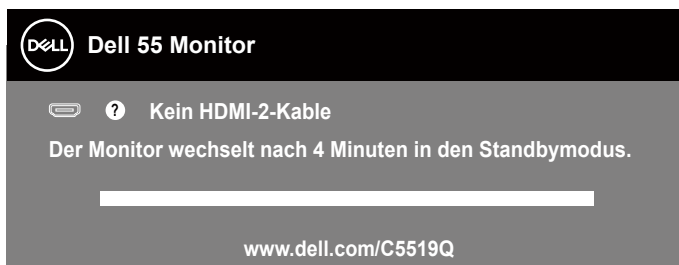 DELL Dell 55 Monitor
? Kein HDMI-2-Kable
Der Monitor wechselt nach 4 Minuten in den Standbymodus.
www.dell.com/C5519Q